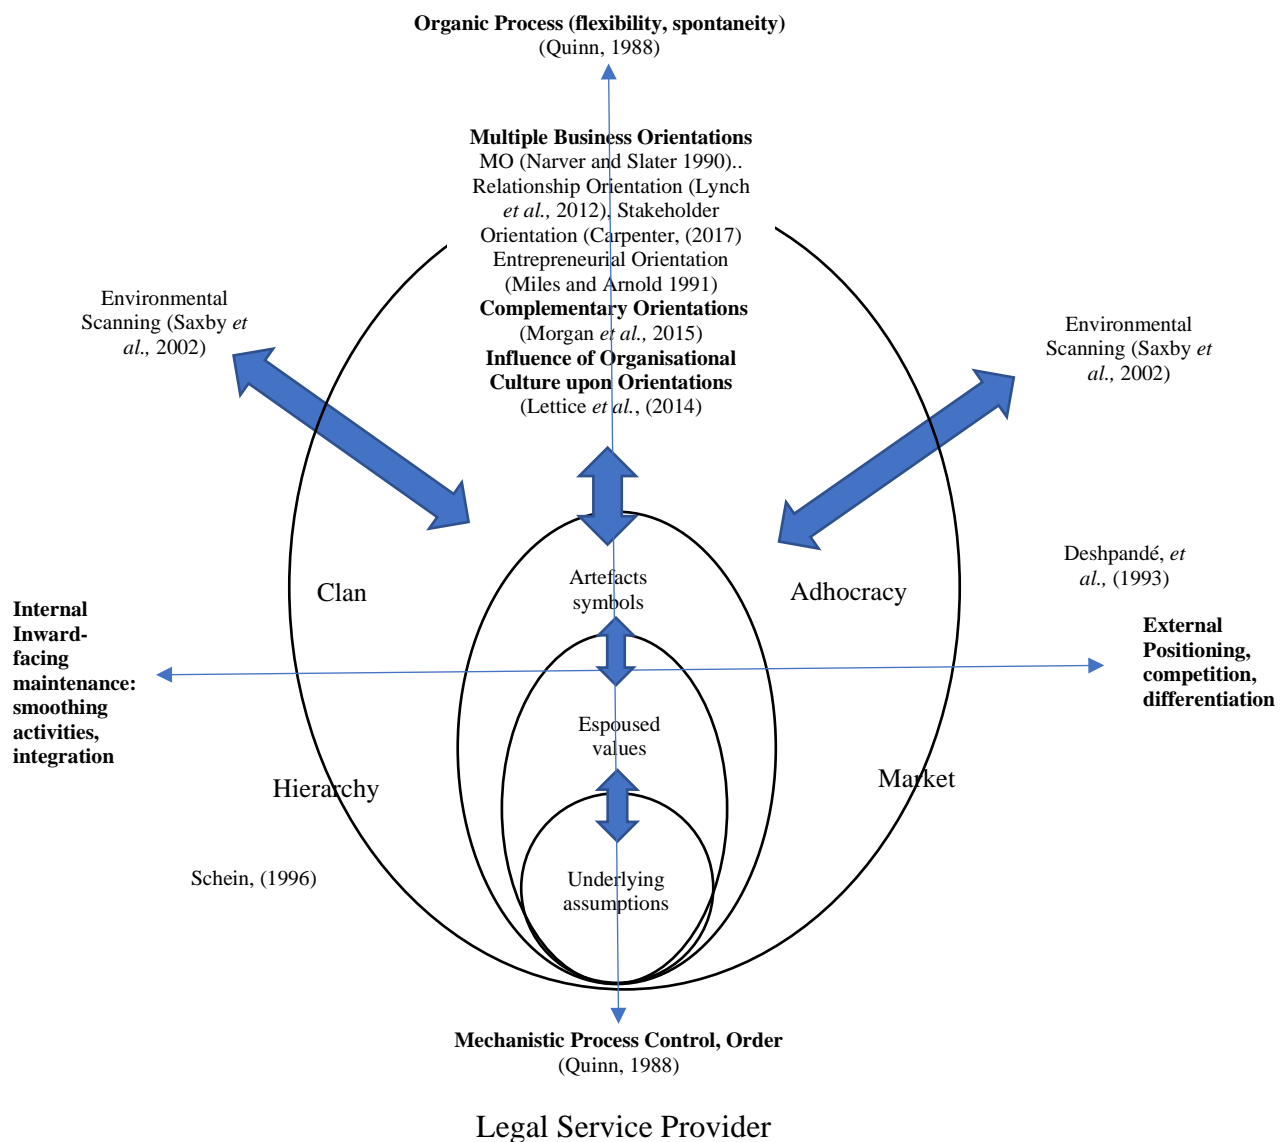 Organic Process (flexibility, spontaneity)
(Quinn, 1988)
Multiple Business Orientations
MO (Narver and Slater 1990)..
Relationship Orientation (Lynch
et al., 2012), Stakeholder
Orientation (Carpenter, (2017)
Entrepreneurial Orientation
(Miles and Arnold 1991)
Complementary Orientations
(Morgan et al., 2015)
Influence of Organisational
Culture upon Orientations
(Lettice et al., (2014)
Environmental
Scanning (Saxby et
al., 2002)
Environmental
Scanning (Saxby et
al., 2002)
Deshpandé, et
al., (1993)
Clan
Artefacts
symbols
Adhocracy
Internal
Inward-
facing
maintenance:
smoothing
activities,
integration
External
Positioning,
competition,
differentiation
Espoused
values
Hierarchy
Market
Schein, (1996)
Underlying
assumptions
Mechanistic Process Control, Order
(Quinn, 1988)
Legal Service Provider